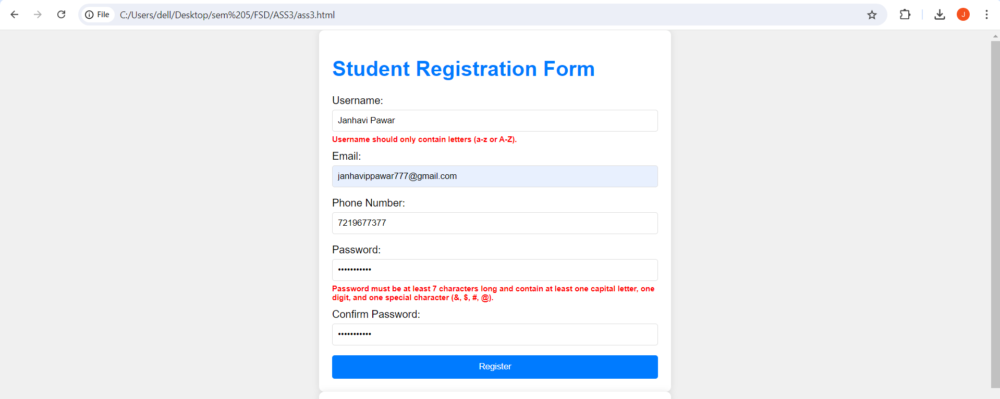 File C:/Users/dell/Desktop/sem%205/FSD/ASS3/ass3.html
J
Student Registration Form
Username:
Janhavi Pawar
Username should only contain letters (a-z or A-Z).
Email:
janhavippawar777@gmail.com
Phone Number:
7219677377
Password:
•••••••••••
Password must be at least 7 characters long and contain at least one capital letter, one
digit, and one special character (&, $, #, @).
Confirm Password:
•••••••••••
Register